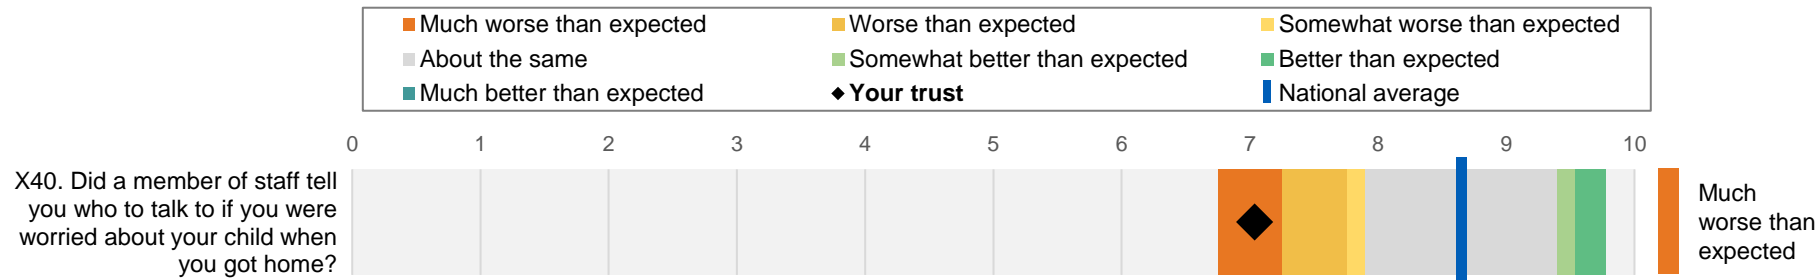 Much worse than expected Worse than expected Somewhat worse than expected
About the same Somewhat better than expected Better than expected
Much better than expected Your trust National average
0 1 2 3 4 5 6 7 8 9 10
X40. Did a member of staff tell
you who to talk to if you were
worried about your child when
you got home?
Much
worse than
expected